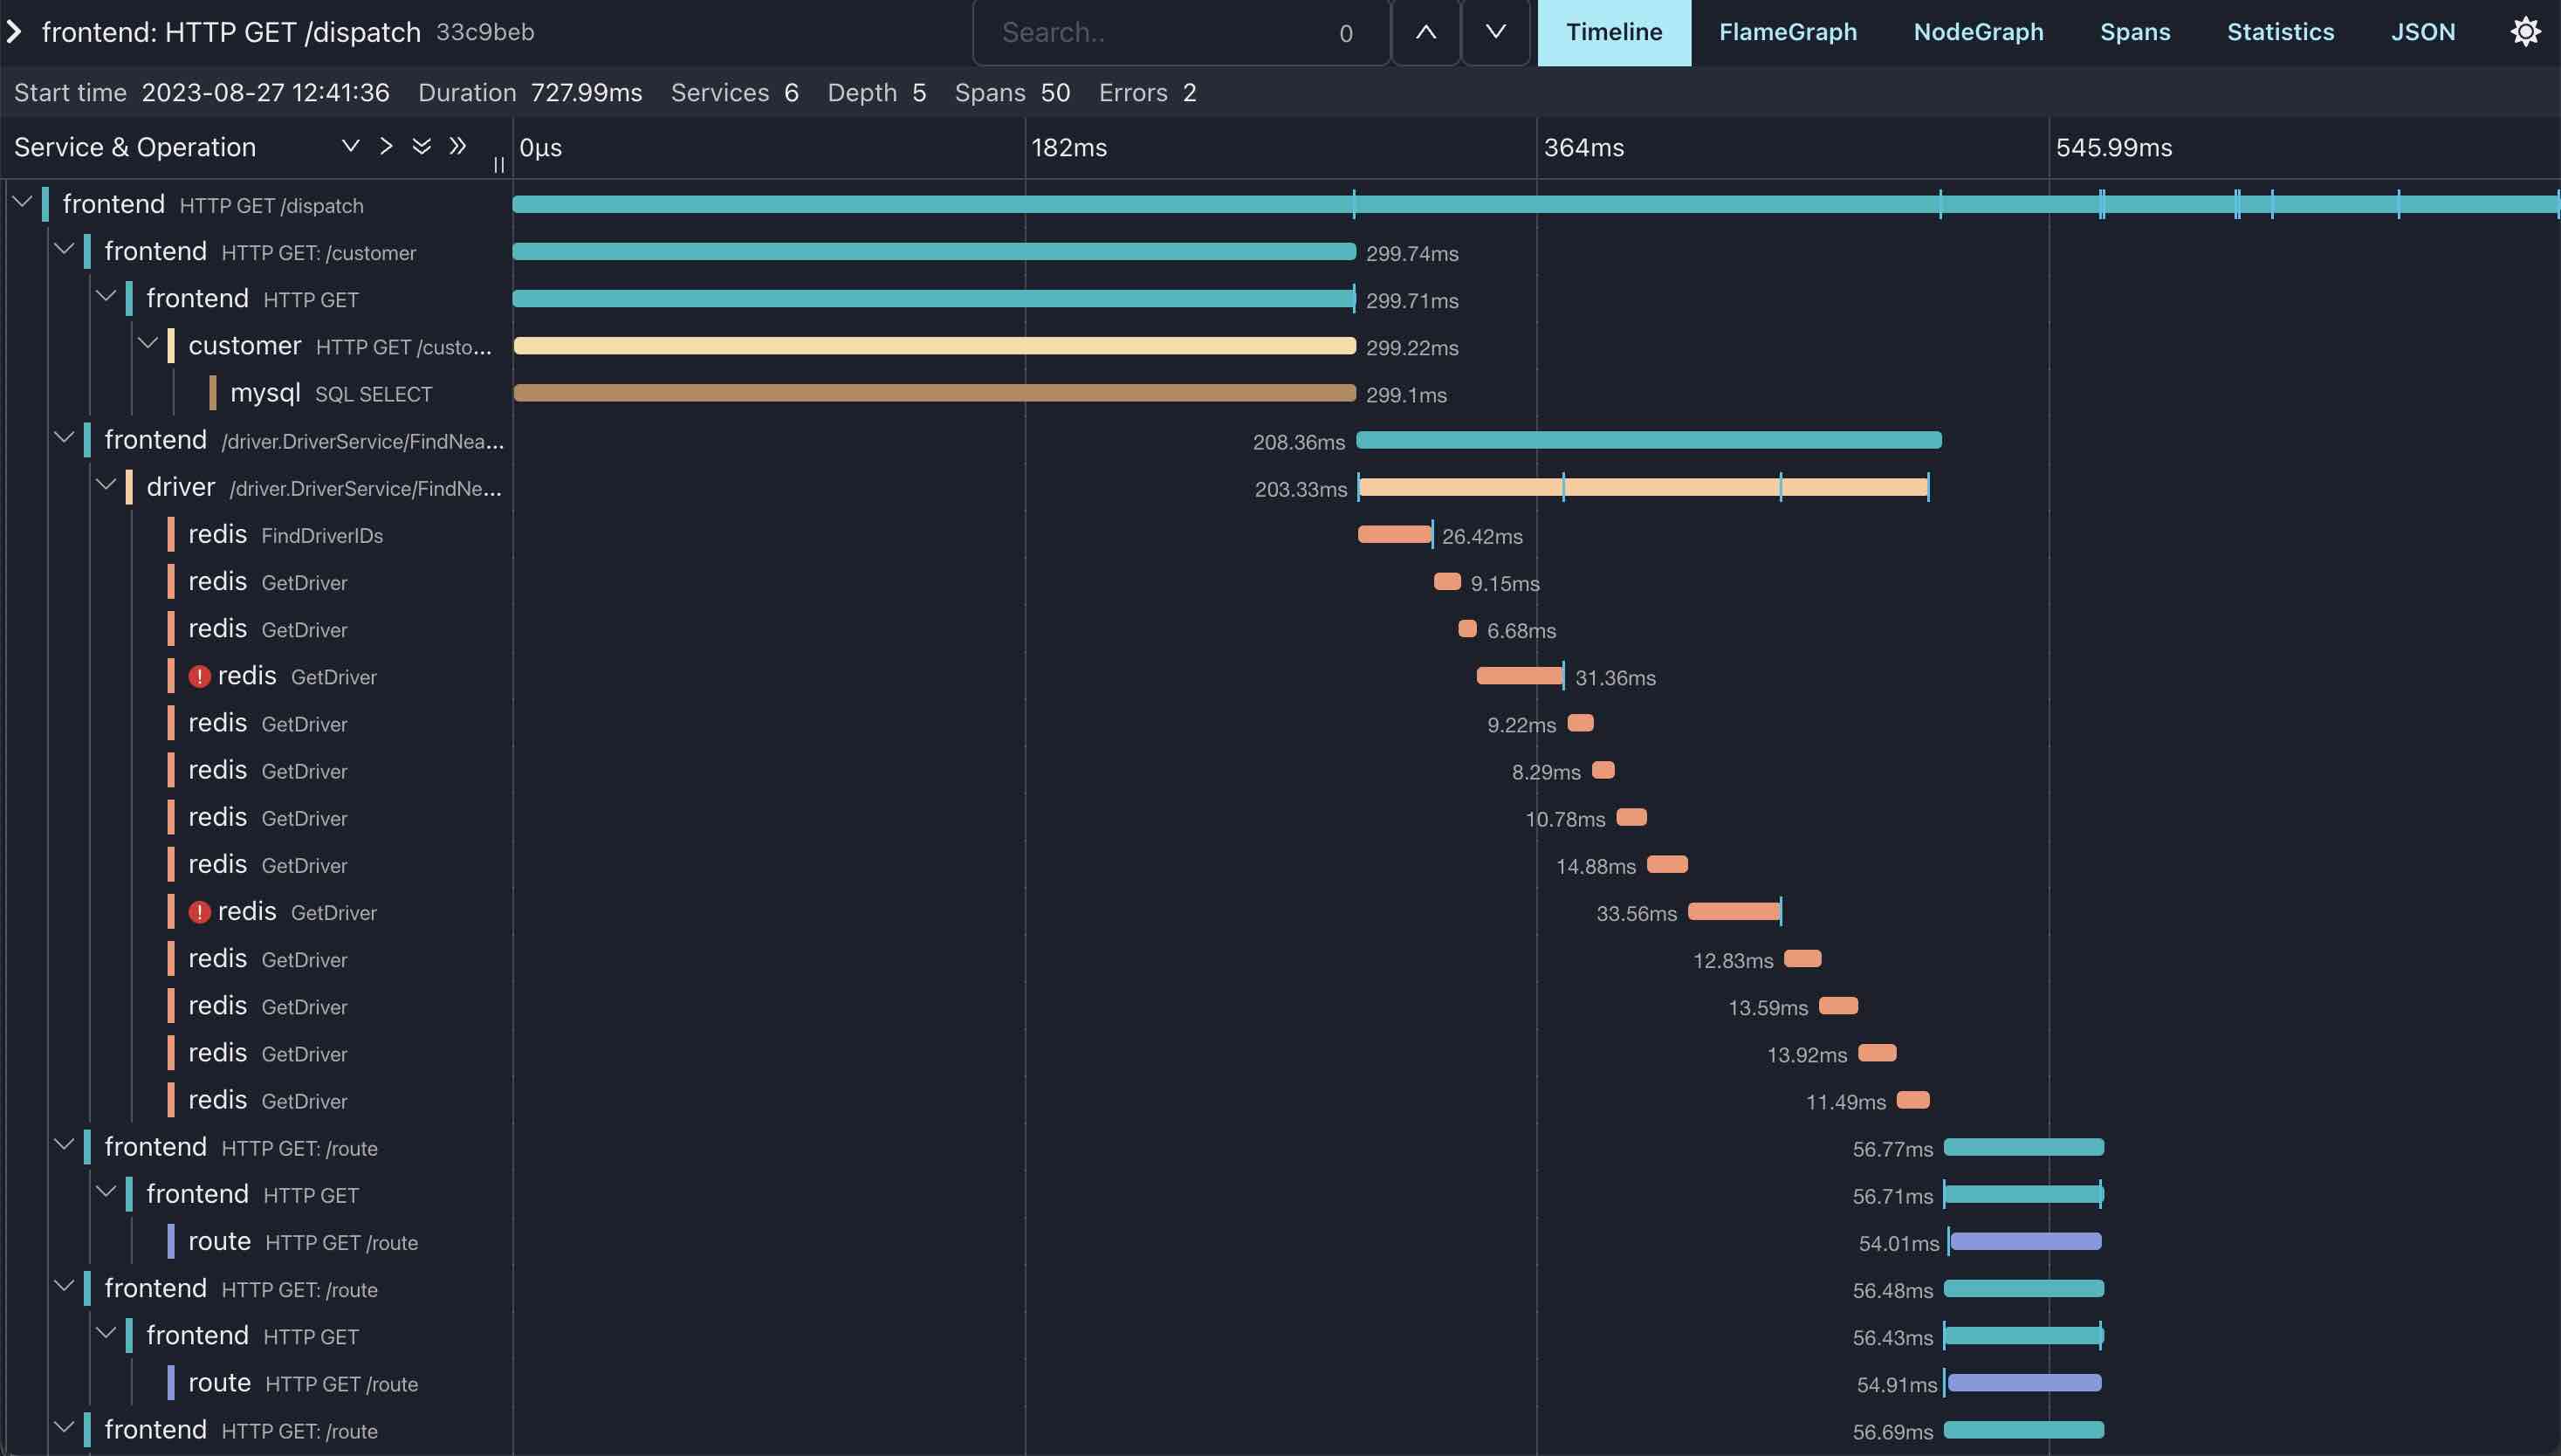 frontend: HTTP GET /dispatch 33c9beb Search.. 0 Timeline FlameGraph NodeGraph Spans Statistics JSON
Start time 2023-08-27 12:41:36 Duration 727.99ms Services 6 Depth 5 Spans 50 Errors 2
Service & Operation 0μs 182ms 364ms 545.99ms
frontend HTTP GET /dispatch
frontend HTTP GET: /customer 299.74ms
frontend HTTP GET 299.71ms
customer HTTP GET /custo... 299.22ms
mysql SQL SELECT 299.1ms
frontend /driver.DriverService/FindNea... 208.36ms
driver /driver.DriverService/FindNe... 203.33ms
redis FindDriverIDs 26.42ms
redis GetDriver 9.15ms
redis GetDriver 6.68ms
! redis GetDriver 31.36ms
redis GetDriver 9.22ms
redis GetDriver 8.29ms
redis GetDriver 10.78ms
redis GetDriver 14.88ms
! redis GetDriver 33.56ms
redis GetDriver 12.83ms
redis GetDriver 13.59ms
redis GetDriver 13.92ms
redis GetDriver 11.49ms
frontend HTTP GET: /route 56.77ms
frontend HTTP GET 56.71ms
route HTTP GET /route 54.01ms
frontend HTTP GET: /route 56.48ms
frontend HTTP GET 56.43ms
route HTTP GET /route 54.91ms
frontend HTTP GET: /route 56.69ms